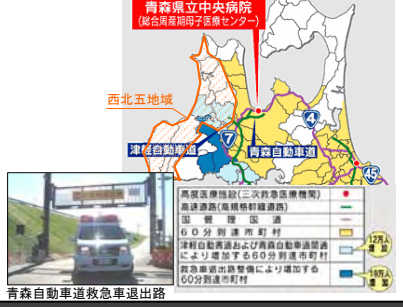 青森県立中央病院
(総合周産期母子医療センター)
西北五地域
4
7
津軽自動車道
青森自動車道
45
高度医療施設(三次救急医療機関)
高速道路(高規格幹線道路)
国管理国道
60分到達市町村
津軽自動車道および青森自動車道開通
により増加する60分到達市町村
12万人
増加
救急車退出路整備により増加する
60分到達市町村
19万人
増加
青森自動車道救急車退出路